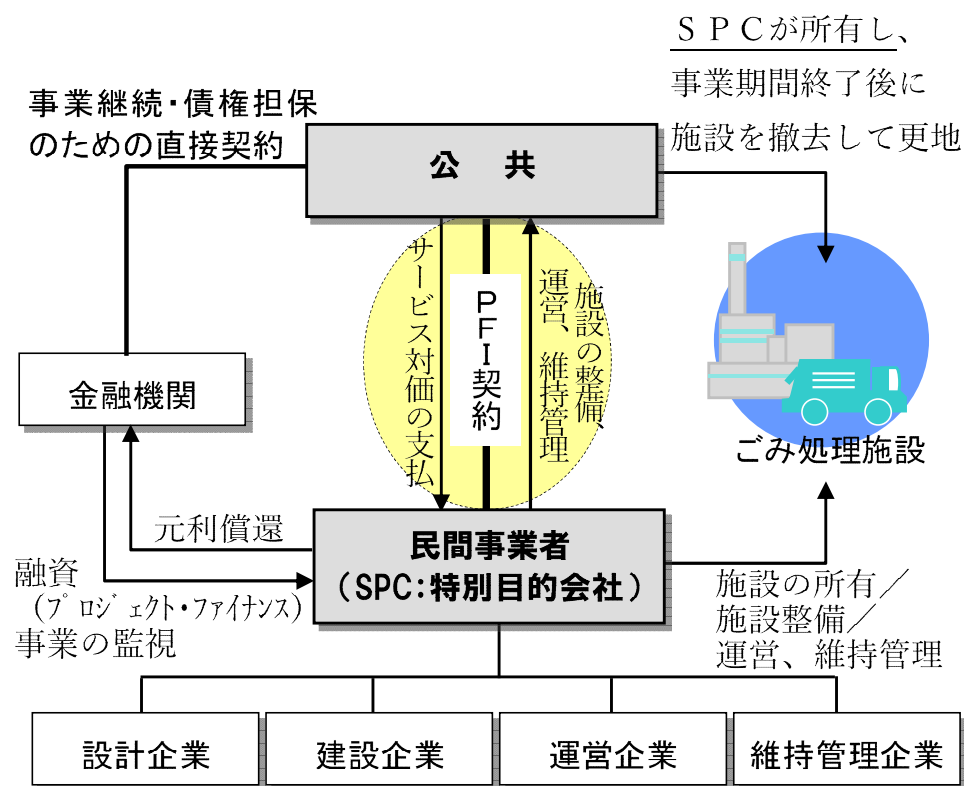 ＳＰＣが所有し、
事業期間終了後に
施設を撤去して更地
事業継続・債権担保
のための直接契約
公　共
サービス対価の支払
ＰＦＩ契約
運営、維持管理
施設の整備、
金融機関
ごみ処理施設
元利償還
融資
（ﾌﾟﾛｼﾞｪｸﾄ・ﾌｧｲﾅﾝｽ）
事業の監視
民間事業者
（SPC：特別目的会社）
施設の所有／
施設整備／
運営、維持管理
設計企業
建設企業
運営企業
維持管理企業